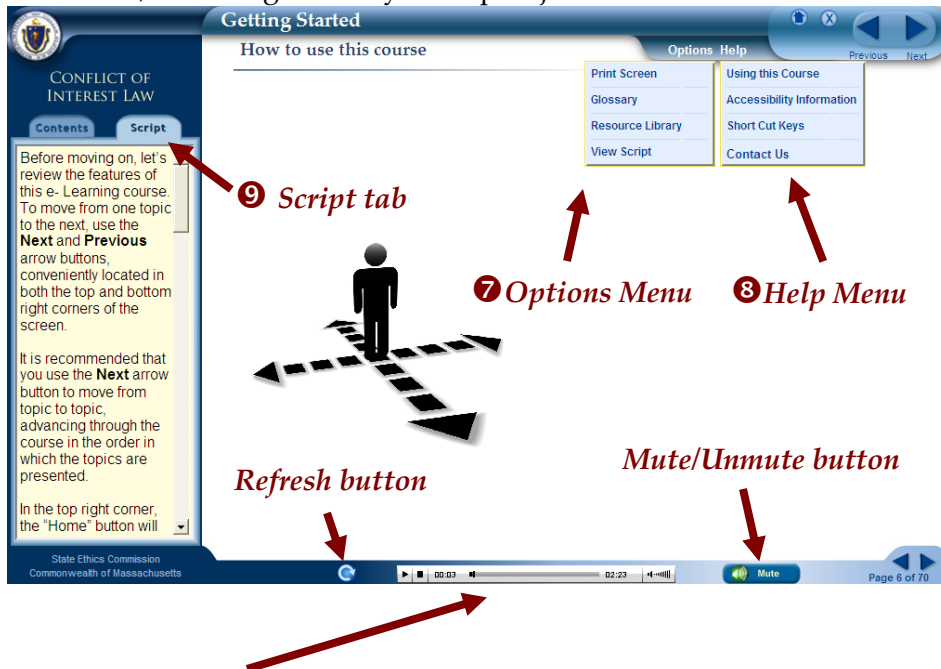 Getting Started
How to use this course
Options Help
Previous Next
CONFLICT OF
INTEREST LAW
Contents Script
Print Screen
Glossary
Resource Library
View Script
Using this Course
Accessibility Information
Short Cut Keys
Contact Us
Before moving on, let's
review the features of
this e- Learning course.
To move from one topic
to the next, use the
Next and Previous
arrow buttons,
conveniently located in
both the top and bottom
right corners of the
screen.
It is recommended that
you use the Next arrow
button to move from
topic to topic,
advancing through the
course in the order in
which the topics are
presented.
In the top right corner,
the “Home” button will
❾ Script tab
❼ Options Menu
❽ Help Menu
Refresh button
Mute/Unmute button
State Ethics Commission
Commonwealth of Massachusetts
00:03
02:23
Mute
Page 6 of 70